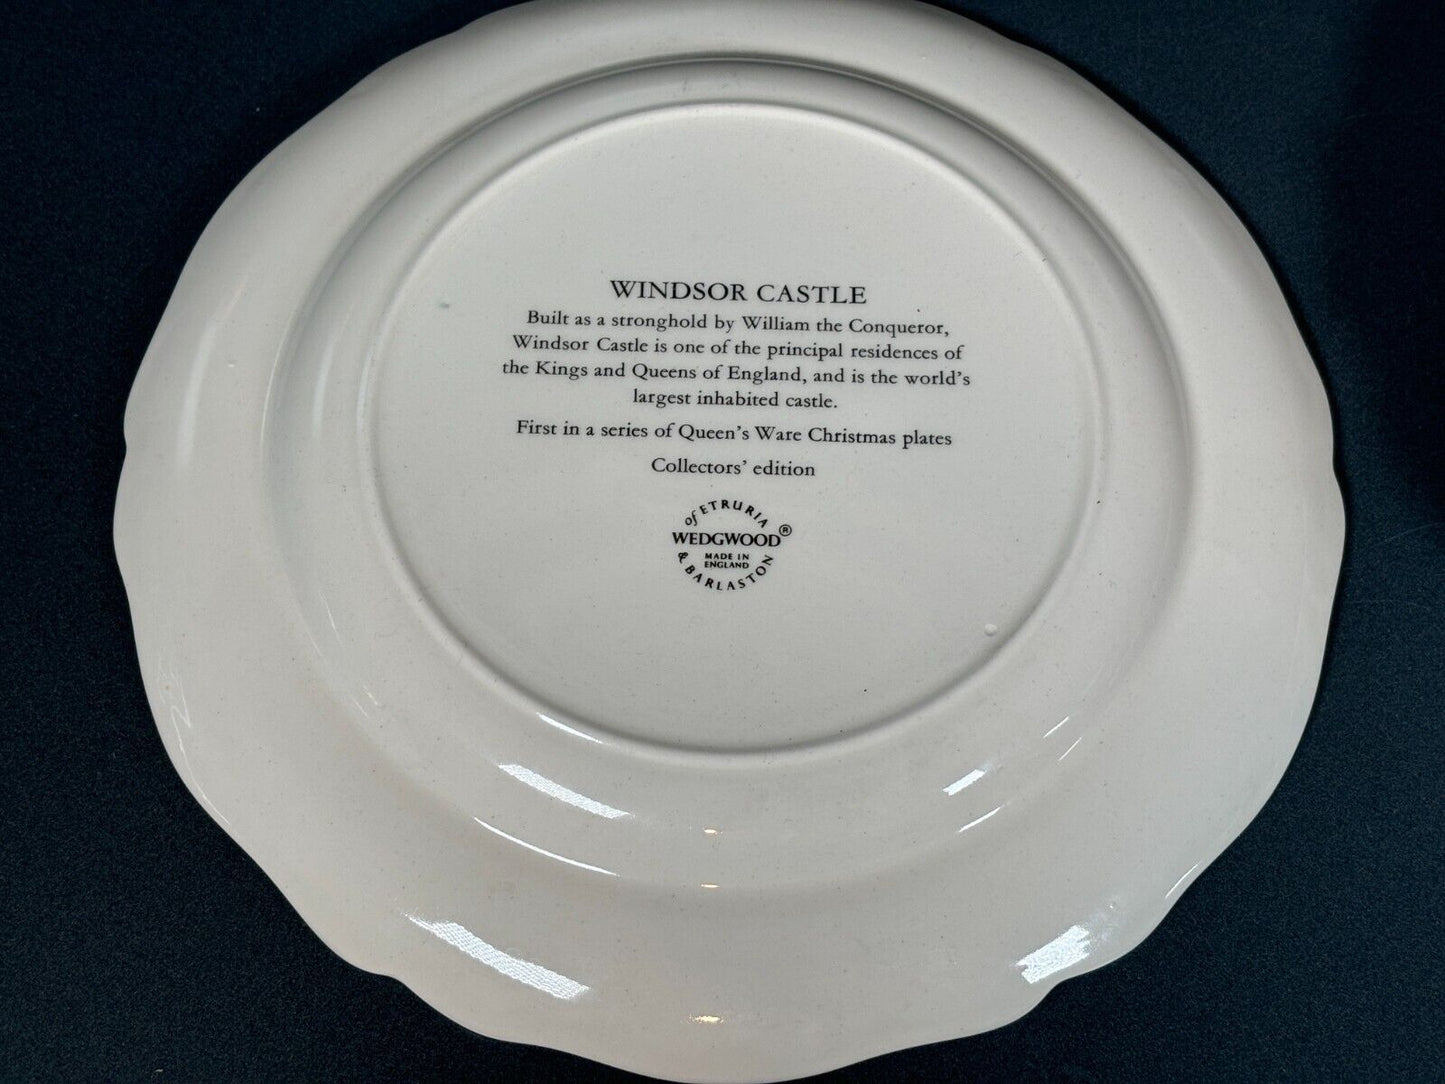 WINDSOR CASTLE
Built as a stronghold by William the Conqueror,
Windsor Castle is one of the principal residences of
the Kings and Queens of England, and is the world's
largest inhabited castle.
First in a series of Queen's Ware Christmas plates
Collectors' edition
of ETRURIA
WEDGWOOD®
MADE IN
ENGLAND
& BARLASTON